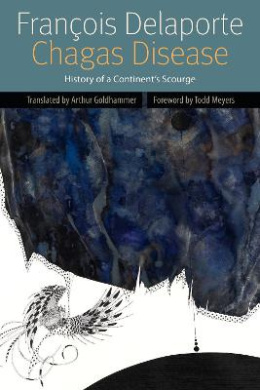 François Delaporte
Chagas Disease
History of a Continent's Scourge
Translated by Arthur Goldhammer
Foreword by Todd Meyers